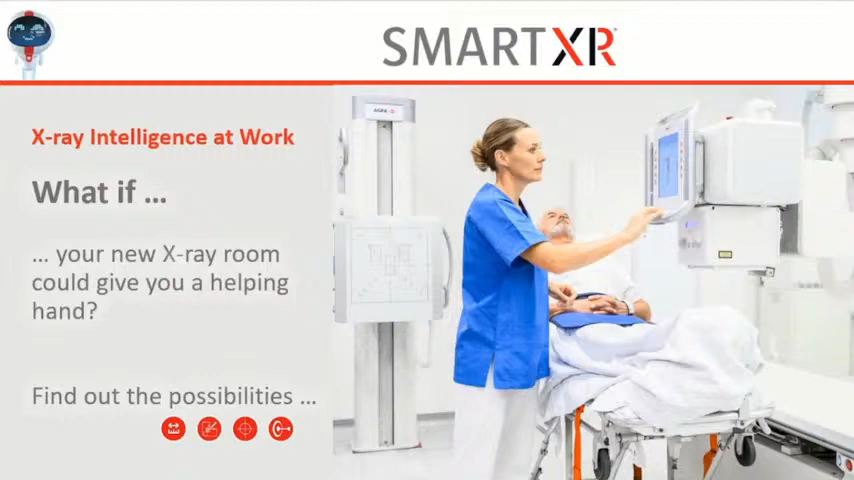 SMARTXR
X-ray Intelligence at Work
What if ...
... your new X-ray room
could give you a helping
hand?
Find out the possibilities ...